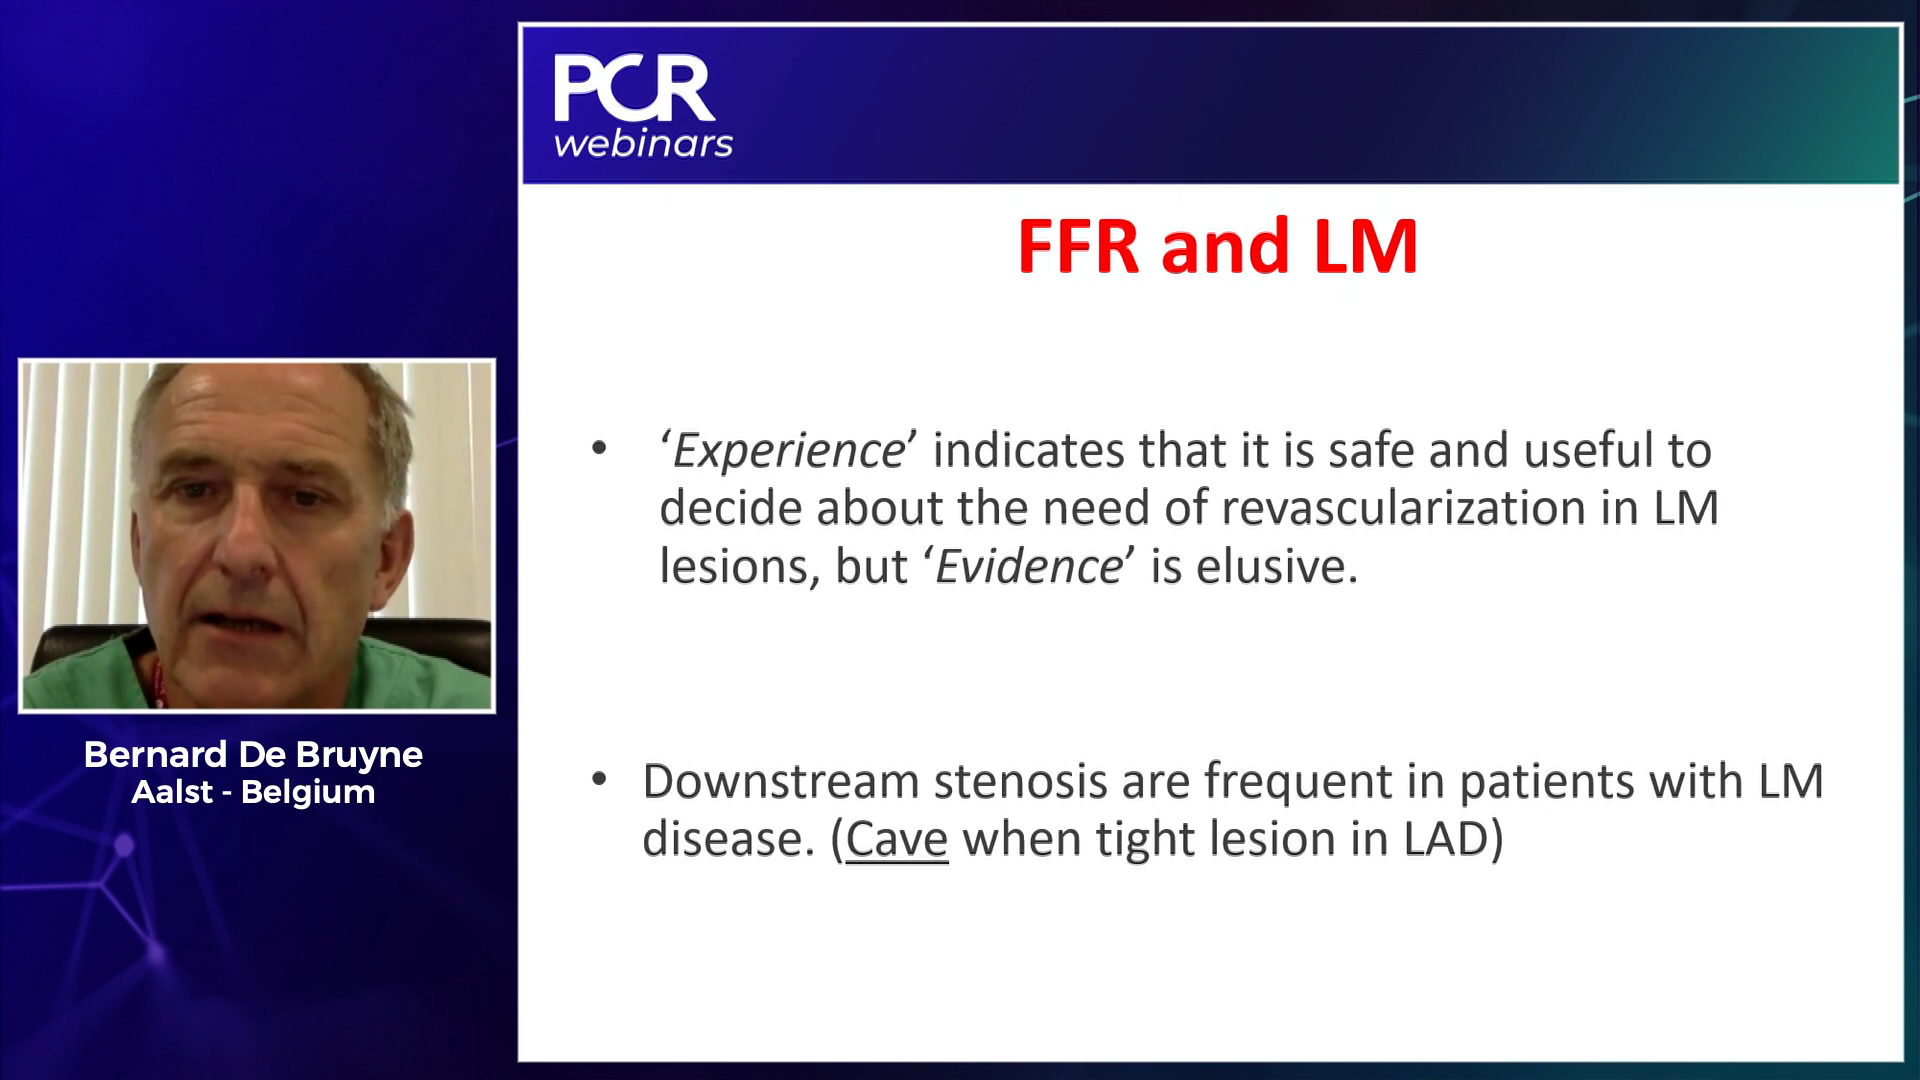 PCR
webinars
FFR and LM
• ‘Experience’ indicates that it is safe and useful to
decide about the need of revascularization in LM
lesions, but ‘Evidence’ is elusive.
• Downstream stenosis are frequent in patients with LM
disease. (Cave when tight lesion in LAD)
Bernard De Bruyne
Aalst - Belgium